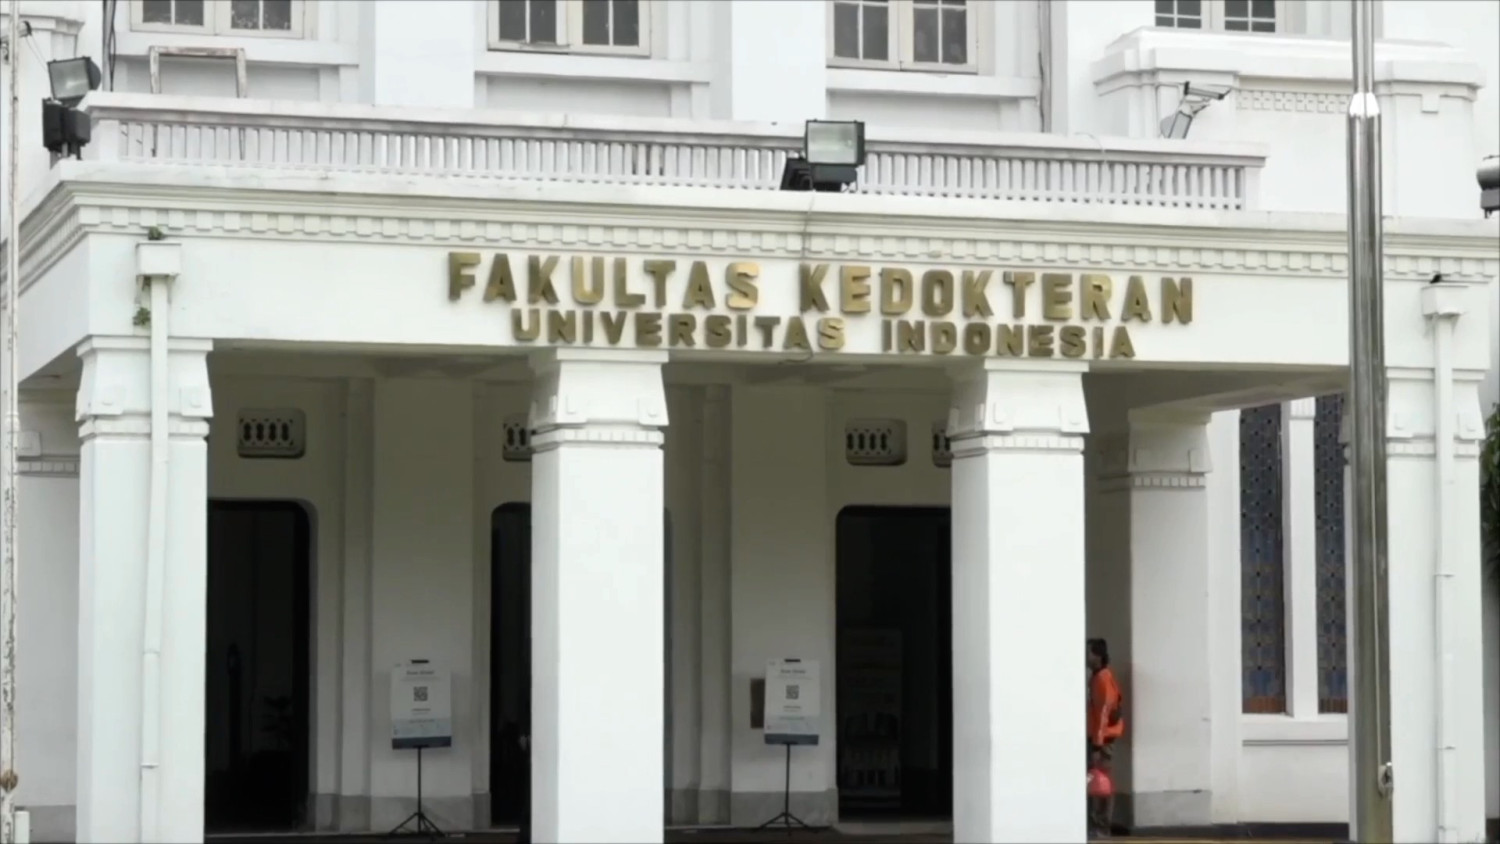 FAKULTAS KEDOKTERAN
UNIVERSITAS INDONESIA